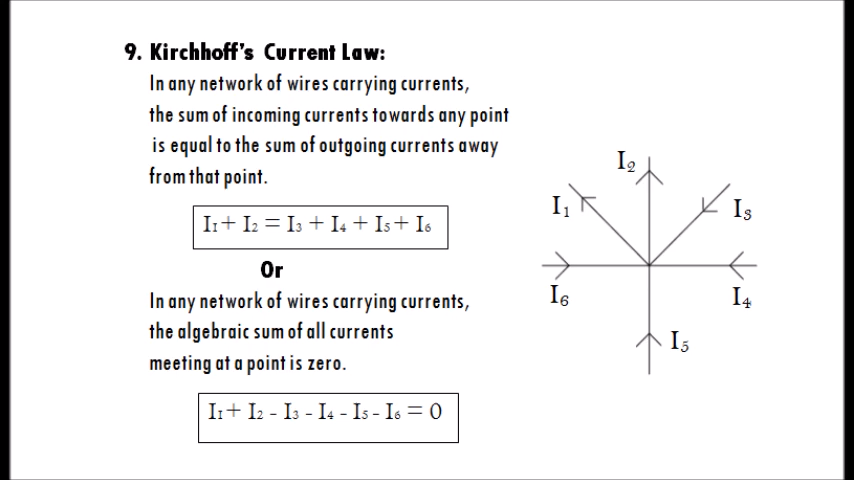 9. Kirchhoff's Current Law:
In any network of wires carrying currents,
the sum of incoming currents towards any point
is equal to the sum of outgoing currents away
from that point.
I₁ + I₂ = I₃ + I₄ + I₅ + I₆
Or
In any network of wires carrying currents,
the algebraic sum of all currents
meeting at a point is zero.
I₁ + I₂ - I₃ - I₄ - I₅ - I₆ = 0
I₂
I₁
I₃
I₆
I₄
I₅